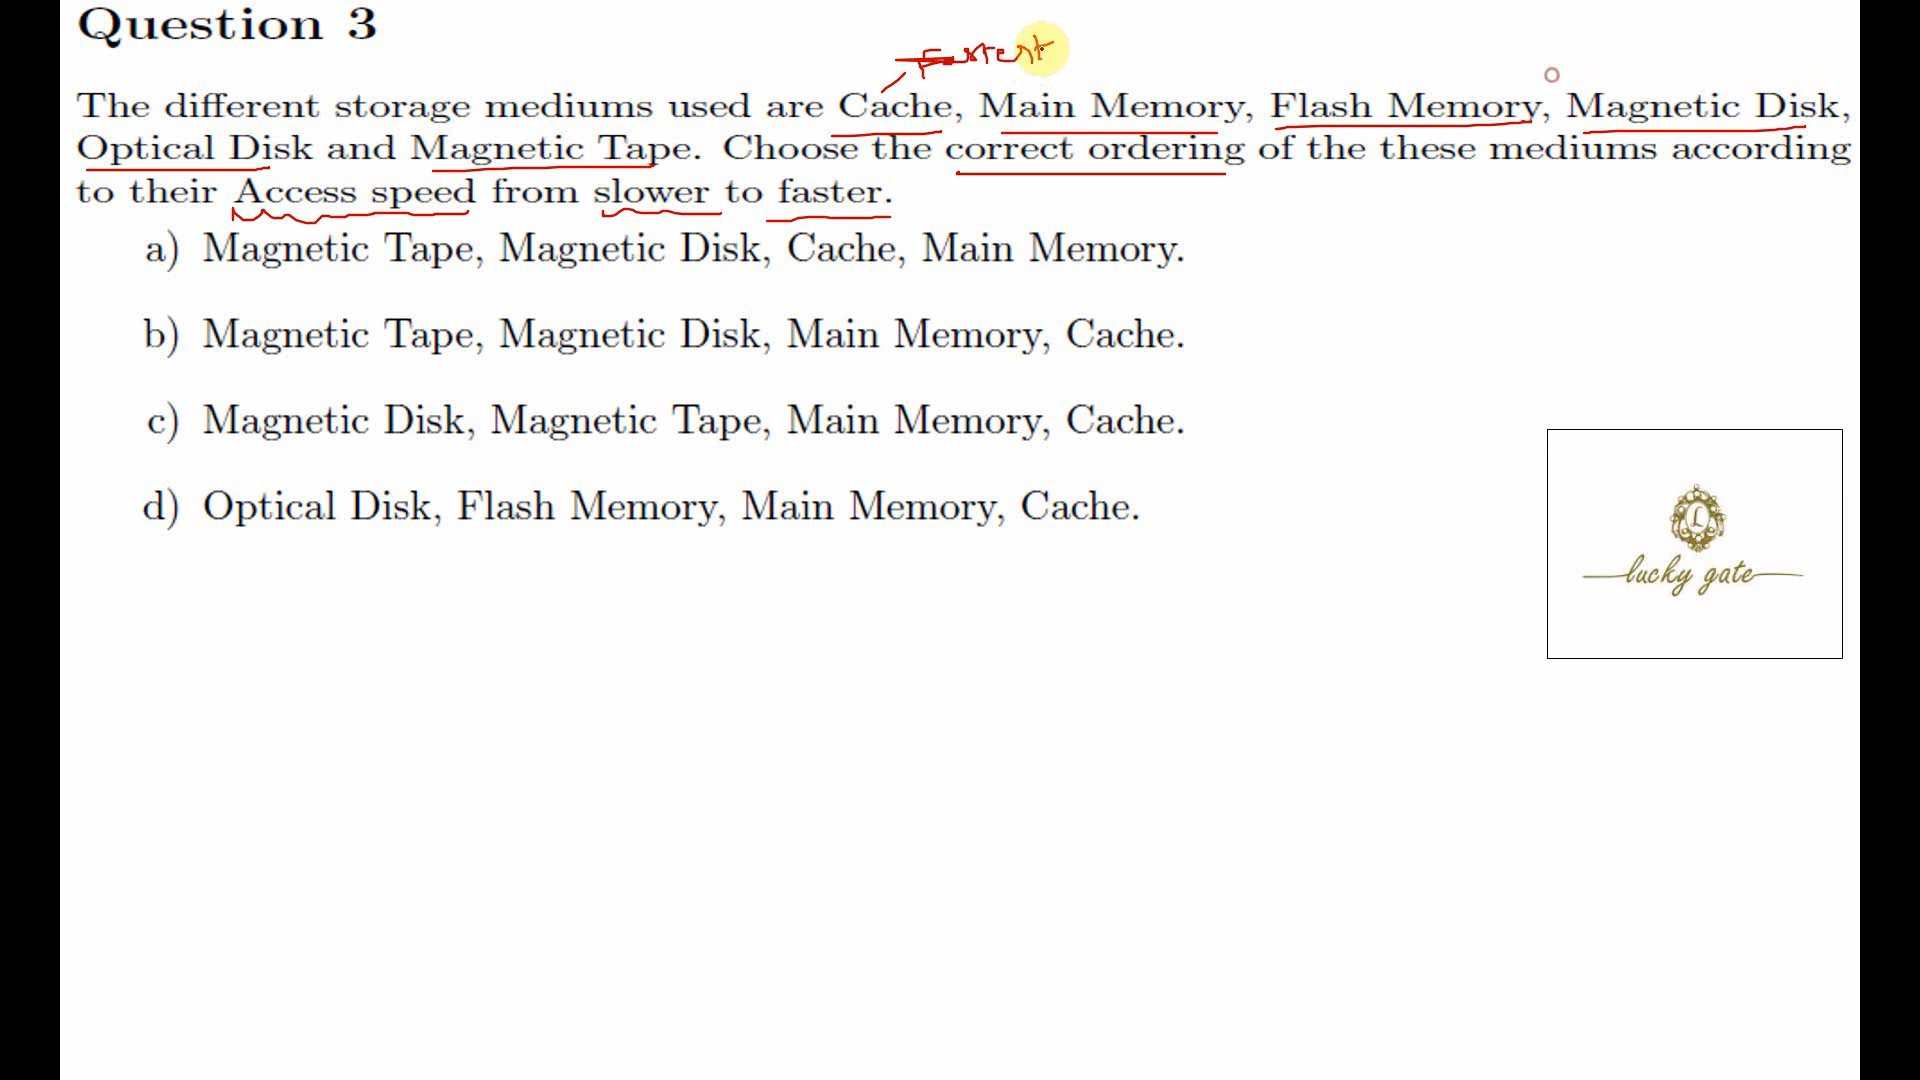 Question 3
Fastest
The different storage mediums used are Cache, Main Memory, Flash Memory, Magnetic Disk,
Optical Disk and Magnetic Tape. Choose the correct ordering of the these mediums according
to their Access speed from slower to faster.
a) Magnetic Tape, Magnetic Disk, Cache, Main Memory.
b) Magnetic Tape, Magnetic Disk, Main Memory, Cache.
c) Magnetic Disk, Magnetic Tape, Main Memory, Cache.
d) Optical Disk, Flash Memory, Main Memory, Cache.
L
lucky gate